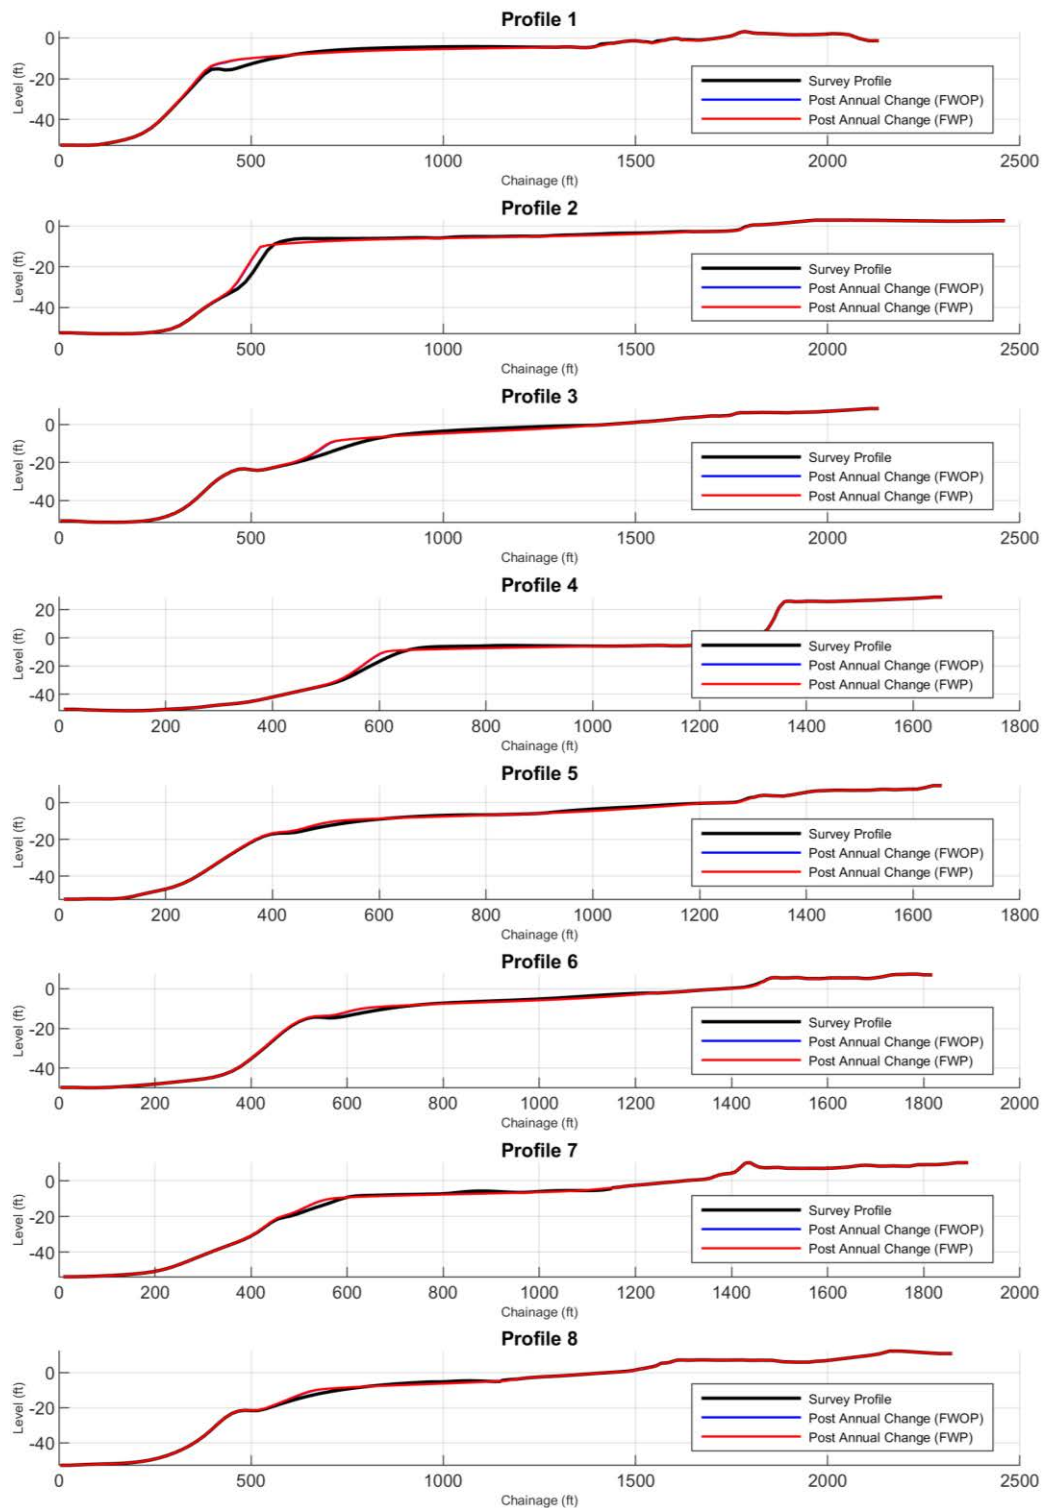 Profile 1
Level (ft)
0
-20
-40
Survey Profile
Post Annual Change (FWOP)
Post Annual Change (FWP)
0 500 1000 1500 2000 2500
Chainage (ft)
Profile 2
Level (ft)
0
-20
-40
Survey Profile
Post Annual Change (FWOP)
Post Annual Change (FWP)
0 500 1000 1500 2000 2500
Chainage (ft)
Profile 3
Level (ft)
0
-20
-40
Survey Profile
Post Annual Change (FWOP)
Post Annual Change (FWP)
0 500 1000 1500 2000 2500
Chainage (ft)
Profile 4
Level (ft)
20
0
-20
-40
Survey Profile
Post Annual Change (FWOP)
Post Annual Change (FWP)
0 200 400 600 800 1000 1200 1400 1600 1800
Chainage (ft)
Profile 5
Level (ft)
0
-20
-40
Survey Profile
Post Annual Change (FWOP)
Post Annual Change (FWP)
0 200 400 600 800 1000 1200 1400 1600 1800
Chainage (ft)
Profile 6
Level (ft)
0
-20
-40
Survey Profile
Post Annual Change (FWOP)
Post Annual Change (FWP)
0 200 400 600 800 1000 1200 1400 1600 1800 2000
Chainage (ft)
Profile 7
Level (ft)
0
-20
-40
Survey Profile
Post Annual Change (FWOP)
Post Annual Change (FWP)
0 200 400 600 800 1000 1200 1400 1600 1800 2000
Chainage (ft)
Profile 8
Level (ft)
0
-20
-40
Survey Profile
Post Annual Change (FWOP)
Post Annual Change (FWP)
0 500 1000 1500 2000 2500
Chainage (ft)